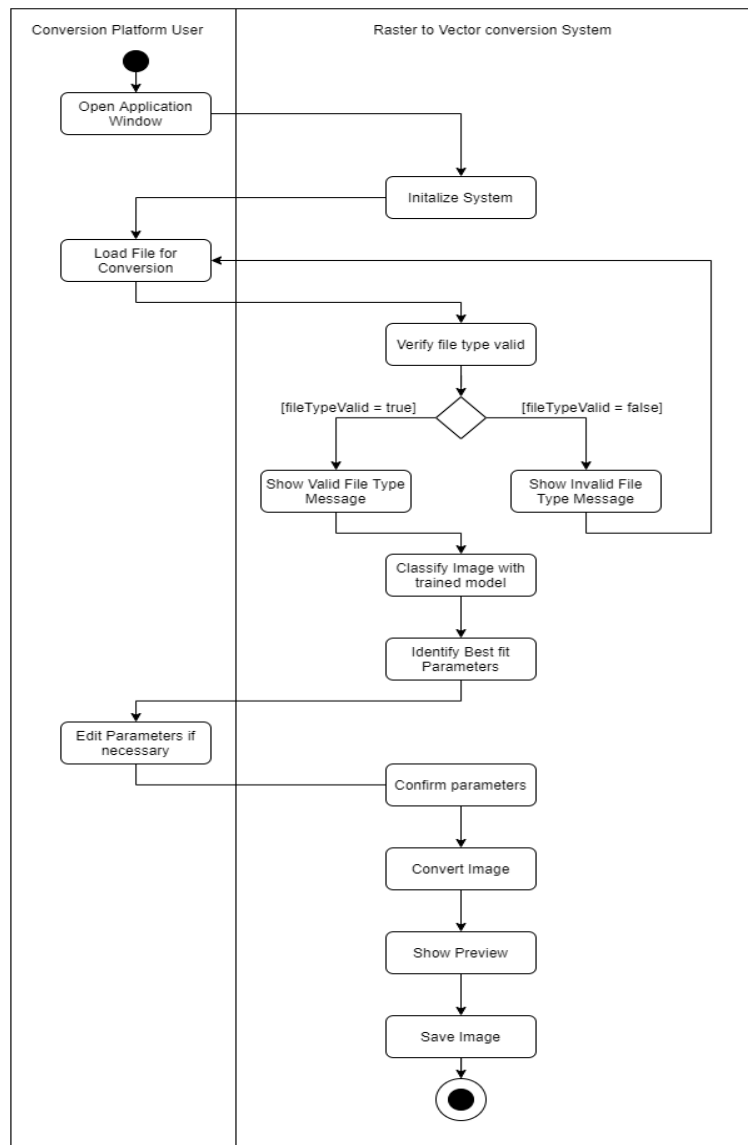 Conversion Platform User
Raster to Vector conversion System
Open Application
Window
Initalize System
Load File for
Conversion
Verify file type valid
[fileTypeValid = true]
[fileTypeValid = false]
Show Valid File Type
Message
Show Invalid File
Type Message
Classify Image with
trained model
Identify Best fit
Parameters
Edit Parameters if
necessary
Confirm parameters
Convert Image
Show Preview
Save Image